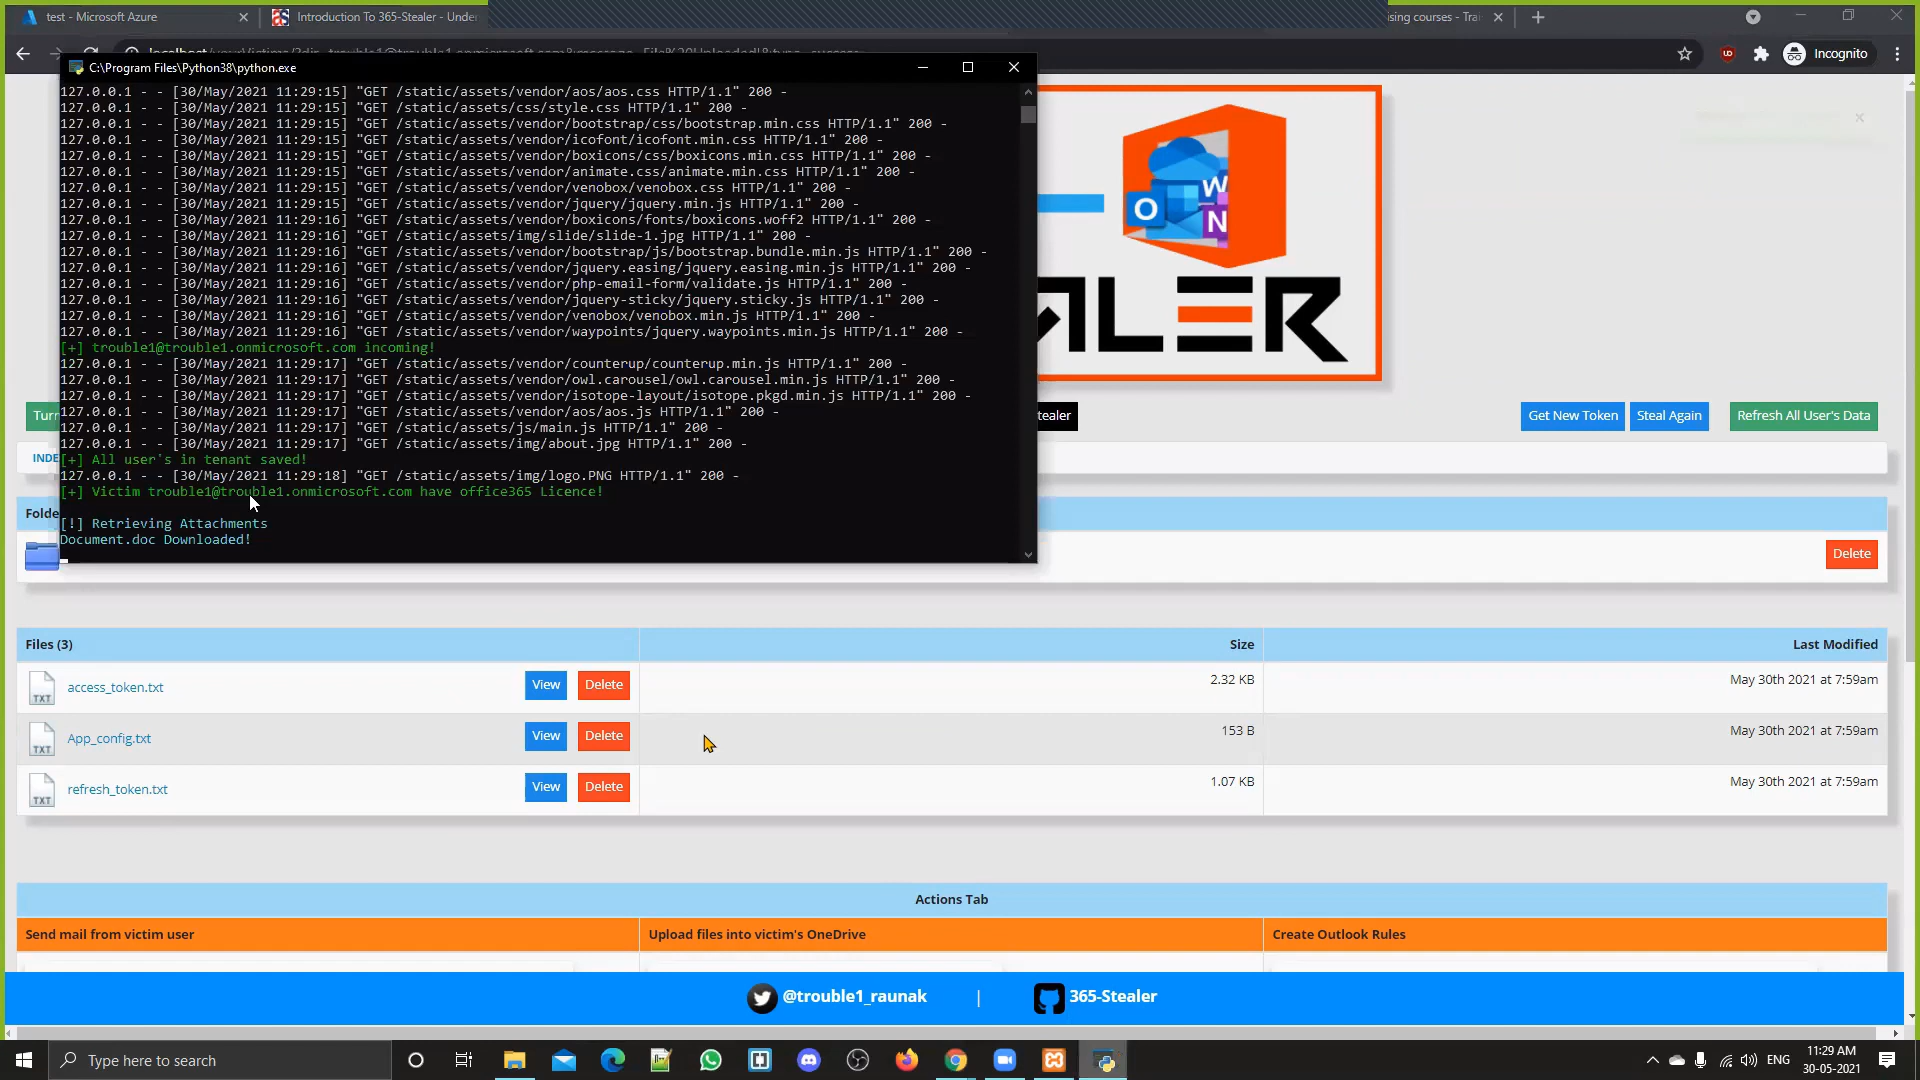 test - Microsoft Azure
Introduction To 365-Stealer - Unde
ising courses - Trai
Incognito
C:\Program Files\Python38\python.exe
127.0.0.1 - - [30/May/2021 11:29:15] "GET /static/assets/vendor/aos/aos.css HTTP/1.1" 200 -
127.0.0.1 - - [30/May/2021 11:29:15] "GET /static/assets/css/style.css HTTP/1.1" 200 -
127.0.0.1 - - [30/May/2021 11:29:15] "GET /static/assets/vendor/bootstrap/css/bootstrap.min.css HTTP/1.1" 200 -
127.0.0.1 - - [30/May/2021 11:29:15] "GET /static/assets/vendor/icofont/icofont.min.css HTTP/1.1" 200 -
127.0.0.1 - - [30/May/2021 11:29:15] "GET /static/assets/vendor/boxicons/css/boxicons.min.css HTTP/1.1" 200 -
127.0.0.1 - - [30/May/2021 11:29:15] "GET /static/assets/vendor/animate.css/animate.min.css HTTP/1.1" 200 -
127.0.0.1 - - [30/May/2021 11:29:15] "GET /static/assets/vendor/venobox/venobox.css HTTP/1.1" 200 -
127.0.0.1 - - [30/May/2021 11:29:15] "GET /static/assets/vendor/jquery/jquery.min.js HTTP/1.1" 200 -
127.0.0.1 - - [30/May/2021 11:29:16] "GET /static/assets/vendor/boxicons/fonts/boxicons.woff2 HTTP/1.1" 200 -
127.0.0.1 - - [30/May/2021 11:29:16] "GET /static/assets/img/slide/slide-1.jpg HTTP/1.1" 200 -
127.0.0.1 - - [30/May/2021 11:29:16] "GET /static/assets/vendor/bootstrap/js/bootstrap.bundle.min.js HTTP/1.1" 200 -
127.0.0.1 - - [30/May/2021 11:29:16] "GET /static/assets/vendor/jquery.easing/jquery.easing.min.js HTTP/1.1" 200 -
127.0.0.1 - - [30/May/2021 11:29:16] "GET /static/assets/vendor/php-email-form/validate.js HTTP/1.1" 200 -
127.0.0.1 - - [30/May/2021 11:29:16] "GET /static/assets/vendor/jquery-sticky/jquery.sticky.js HTTP/1.1" 200 -
127.0.0.1 - - [30/May/2021 11:29:16] "GET /static/assets/vendor/venobox/venobox.min.js HTTP/1.1" 200 -
127.0.0.1 - - [30/May/2021 11:29:16] "GET /static/assets/vendor/waypoints/jquery.waypoints.min.js HTTP/1.1" 200 -
[+] trouble1@trouble1.onmicrosoft.com incoming!
127.0.0.1 - - [30/May/2021 11:29:17] "GET /static/assets/vendor/counterup/counterup.min.js HTTP/1.1" 200 -
127.0.0.1 - - [30/May/2021 11:29:17] "GET /static/assets/vendor/owl.carousel/owl.carousel.min.js HTTP/1.1" 200 -
127.0.0.1 - - [30/May/2021 11:29:17] "GET /static/assets/vendor/isotope-layout/isotope.pkgd.min.js HTTP/1.1" 200 -
127.0.0.1 - - [30/May/2021 11:29:17] "GET /static/assets/vendor/aos/aos.js HTTP/1.1" 200 -
127.0.0.1 - - [30/May/2021 11:29:17] "GET /static/assets/js/main.js HTTP/1.1" 200 -
127.0.0.1 - - [30/May/2021 11:29:17] "GET /static/assets/img/about.jpg HTTP/1.1" 200 -
[+] All user's in tenant saved!
127.0.0.1 - - [30/May/2021 11:29:18] "GET /static/assets/img/logo.PNG HTTP/1.1" 200 -
[+] Victim trouble1@trouble1.onmicrosoft.com have office365 Licence!
[!] Retrieving Attachments
Document.doc Downloaded!
O W N
ALER
Turr
tealer
Get New Token Steal Again Refresh All User's Data
INDE
Folde
Delete
Files (3) Size Last Modified
access_token.txt View Delete 2.32 KB May 30th 2021 at 7:59am
App_config.txt View Delete 153 B May 30th 2021 at 7:59am
refresh_token.txt View Delete 1.07 KB May 30th 2021 at 7:59am
Actions Tab
Send mail from victim user Upload files into victim's OneDrive Create Outlook Rules
@trouble1_raunak | 365-Stealer
Type here to search
ENG
11:29 AM
30-05-2021